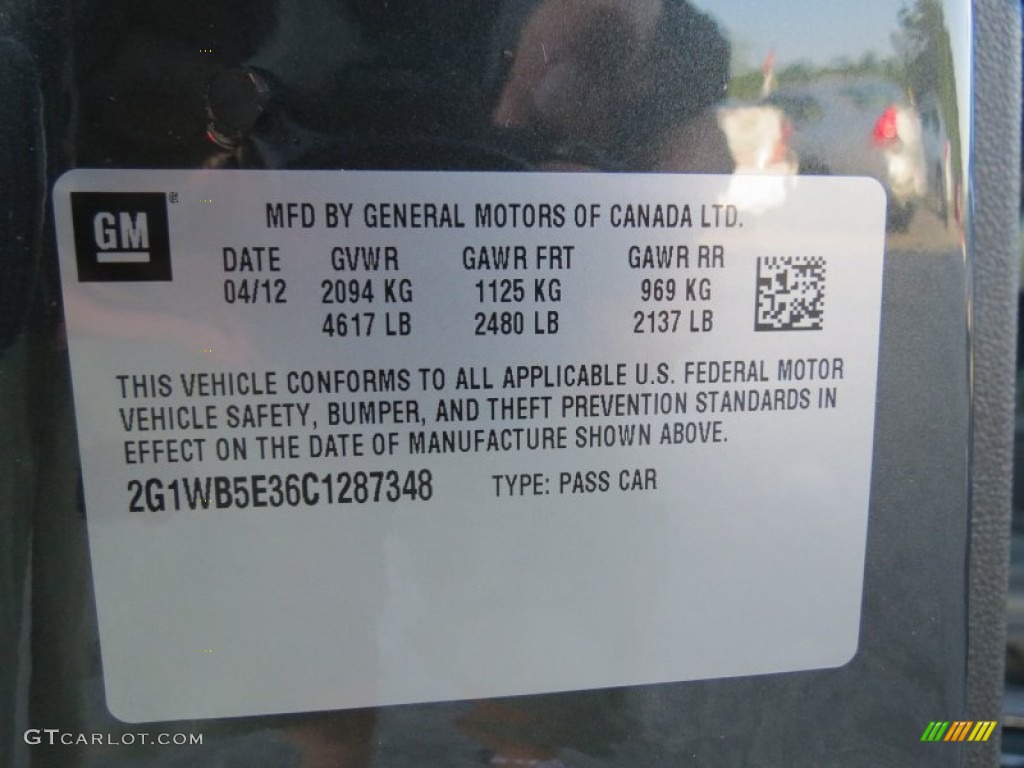 GM ®
MFD BY GENERAL MOTORS OF CANADA LTD.
DATE GVWR GAWR FRT GAWR RR
04/12 2094 KG 1125 KG 969 KG
4617 LB 2480 LB 2137 LB
THIS VEHICLE CONFORMS TO ALL APPLICABLE U.S. FEDERAL MOTOR
VEHICLE SAFETY, BUMPER, AND THEFT PREVENTION STANDARDS IN
EFFECT ON THE DATE OF MANUFACTURE SHOWN ABOVE.
2G1WB5E36C1287348 TYPE: PASS CAR
GTCARLOT.COM